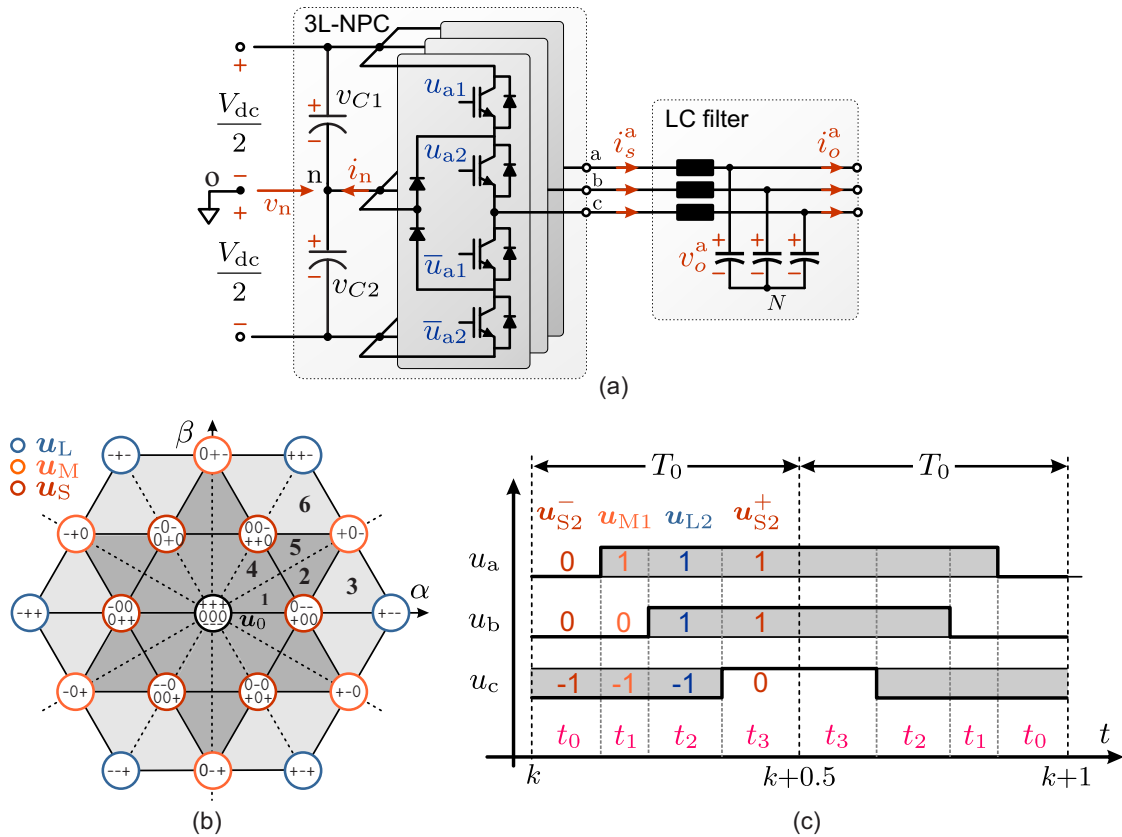 3L-NPC
+
V_dc
2
−
o
v_n
+
V_dc
2
−
+
v_C1
−
n
i_n
+
v_C2
−
u_a1
u_a2
ū_a1
ū_a2
LC filter
a
b
c
i_s^a
i_o^a
v_o^a
+ + +
− − −
N
(a)
u_L
u_M
u_S
β
-+- 0+- ++-
6
-+0 -0- 00- +0-
0+0 ++0
5
4 2 3
1
α
-++ -00 +++ 0-- +--
0++ 000 +00
---
u_0
-0+ --0 0-0 +-0
00+ +0+
--+ 0-+ +-+
(b)
T_0 T_0
u_S2^− u_M1 u_L2 u_S2^+
u_a 0 1 1 1
u_b 0 0 1 1
u_c -1 -1 -1 0
t_0 t_1 t_2 t_3 t_3 t_2 t_1 t_0 t
k k+0.5 k+1
(c)